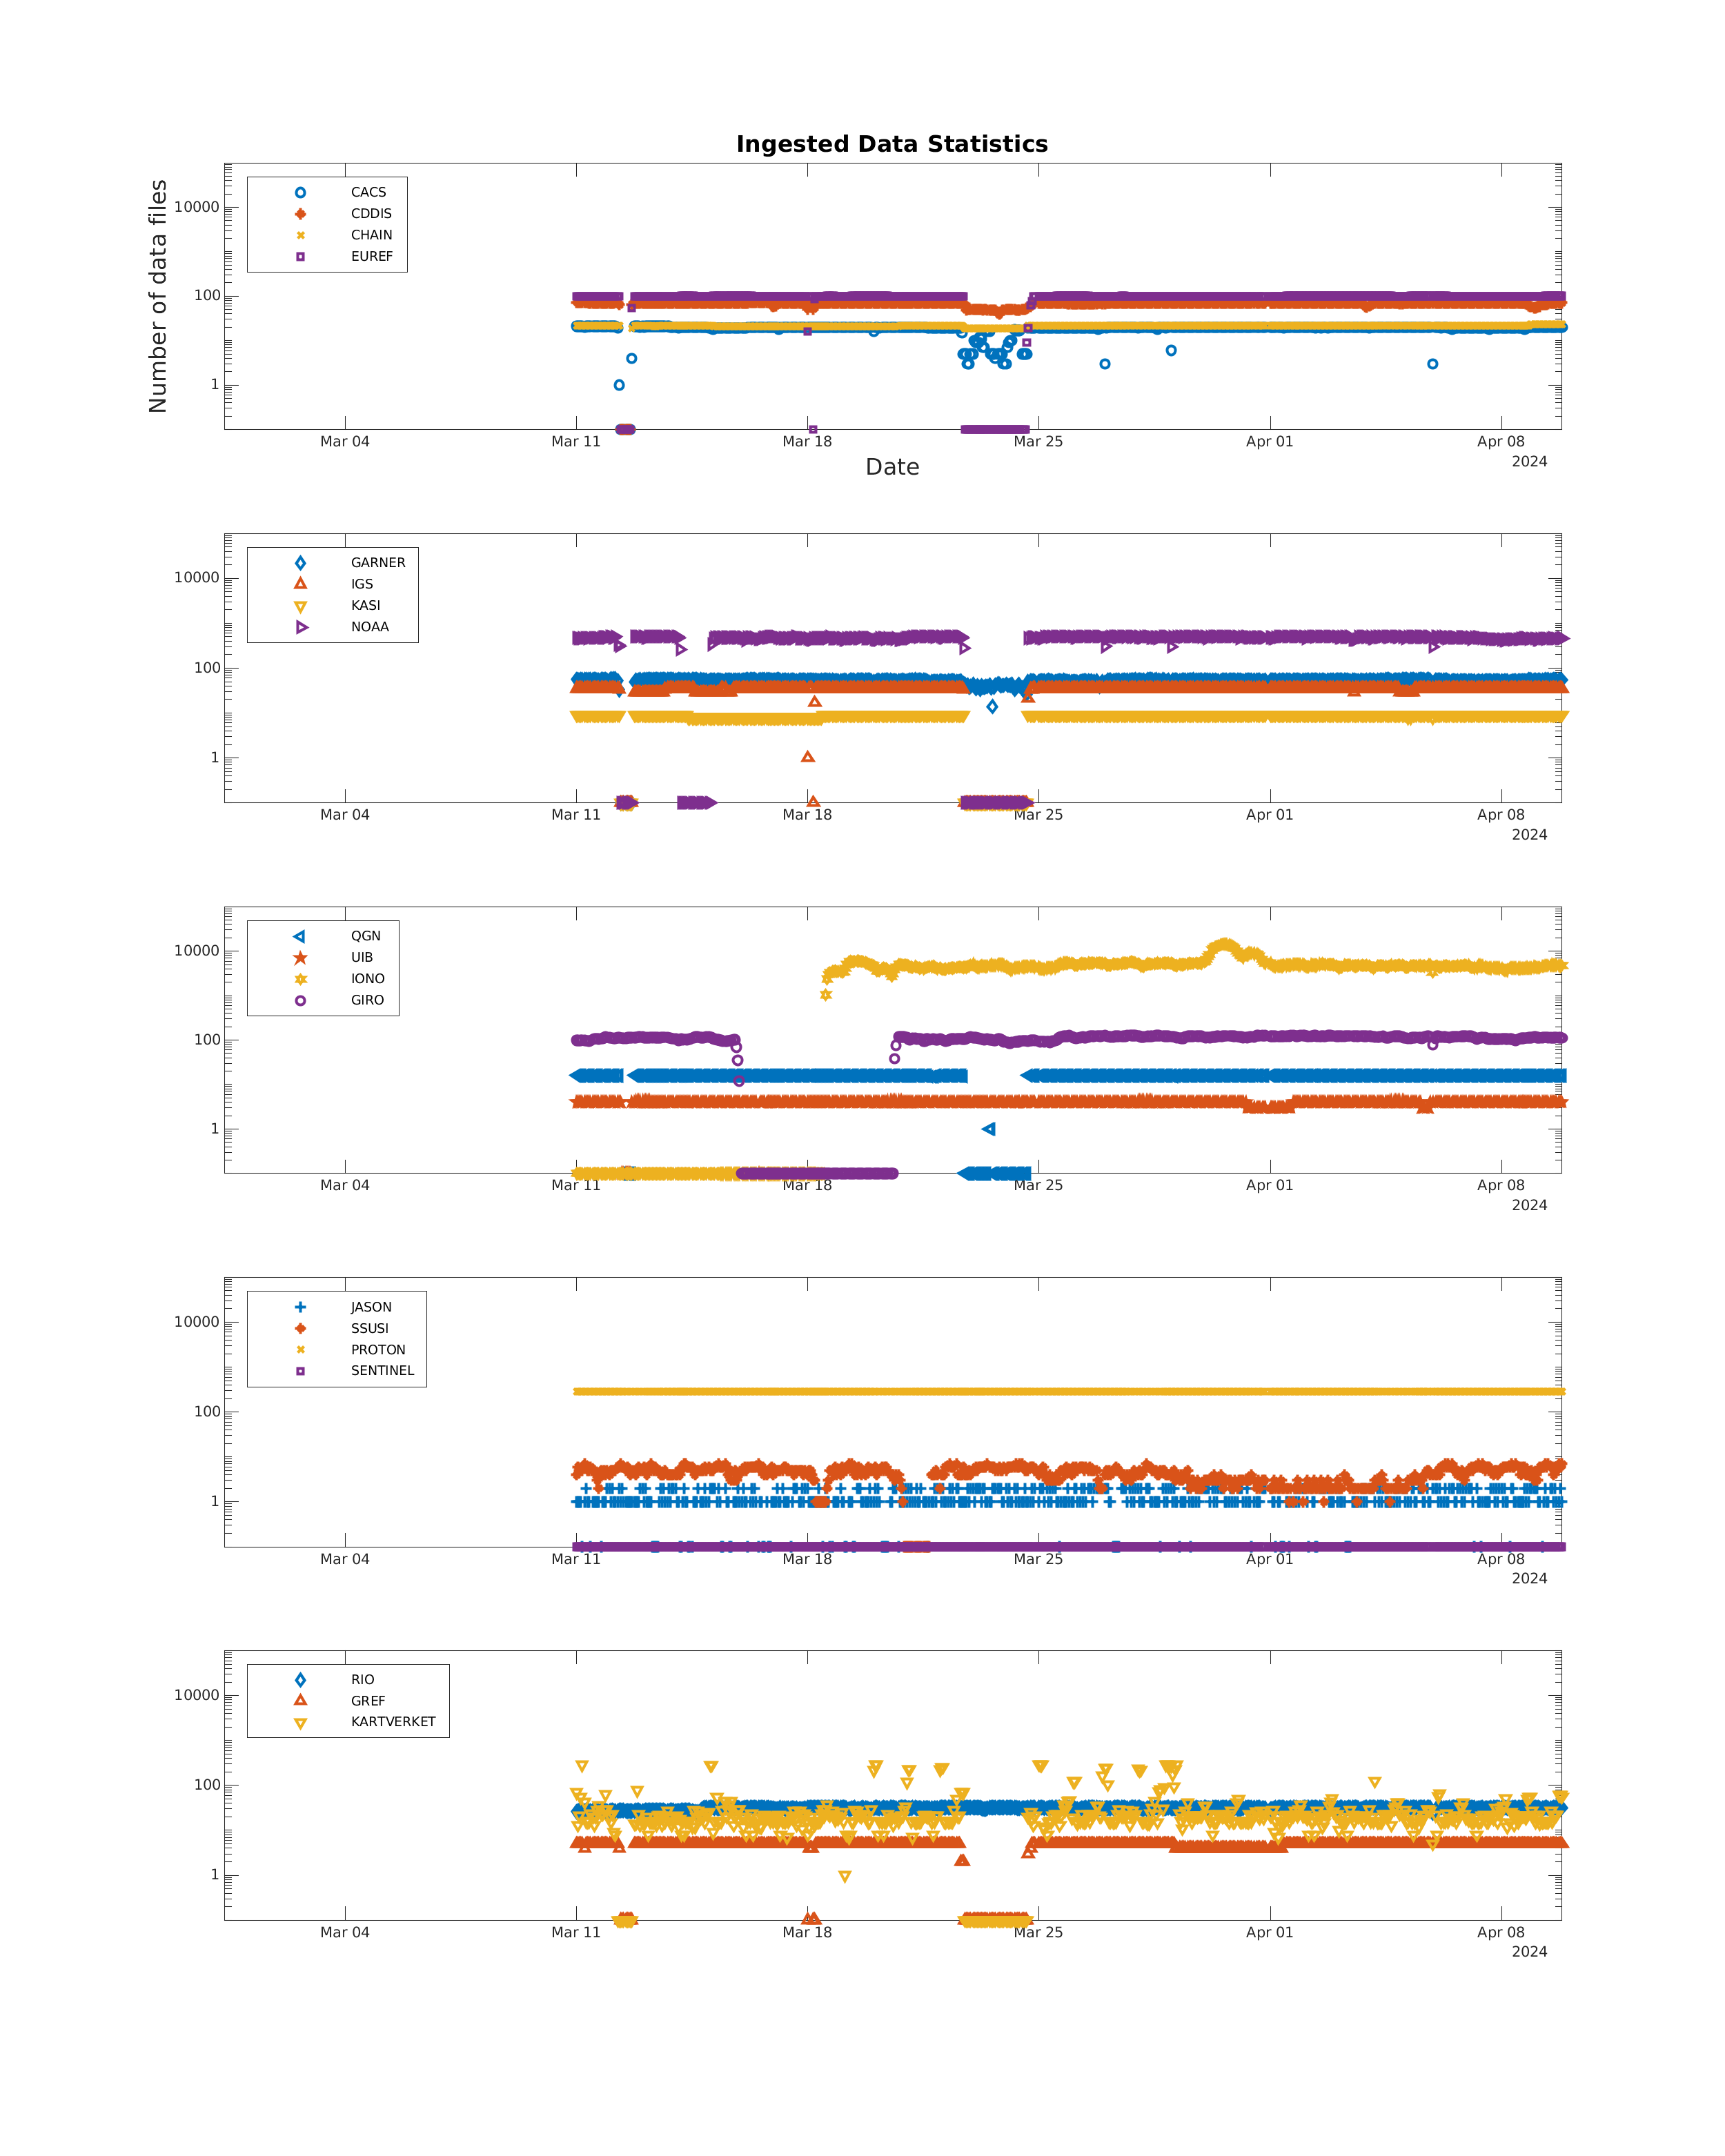 Ingested Data Statistics
Number of data files
10000
100
1
CACS
CDDIS
CHAIN
EUREF
Mar 04 Mar 11 Mar 18 Mar 25 Apr 01 Apr 08
2024
Date
10000
100
1
GARNER
IGS
KASI
NOAA
Mar 04 Mar 11 Mar 18 Mar 25 Apr 01 Apr 08
2024
10000
100
1
QGN
UIB
IONO
GIRO
Mar 04 Mar 11 Mar 18 Mar 25 Apr 01 Apr 08
2024
10000
100
1
JASON
SSUSI
PROTON
SENTINEL
Mar 04 Mar 11 Mar 18 Mar 25 Apr 01 Apr 08
2024
10000
100
1
RIO
GREF
KARTVERKET
Mar 04 Mar 11 Mar 18 Mar 25 Apr 01 Apr 08
2024